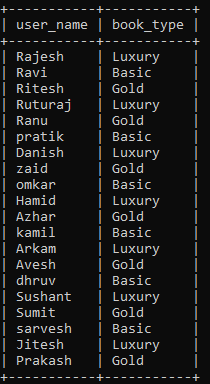 +-----------+-----------+
| user_name | book_type |
+-----------+-----------+
| Rajesh    | Luxury    |
| Ravi      | Basic     |
| Ritesh    | Gold      |
| Ruturaj   | Luxury    |
| Ranu      | Gold      |
| pratik    | Basic     |
| Danish    | Luxury    |
| zaid      | Gold      |
| omkar     | Basic     |
| Hamid     | Luxury    |
| Azhar     | Gold      |
| kamil     | Basic     |
| Arkam     | Luxury    |
| Avesh     | Gold      |
| dhruv     | Basic     |
| Sushant   | Luxury    |
| Sumit     | Gold      |
| sarvesh   | Basic     |
| Jitesh    | Luxury    |
| Prakash   | Gold      |
+-----------+-----------+